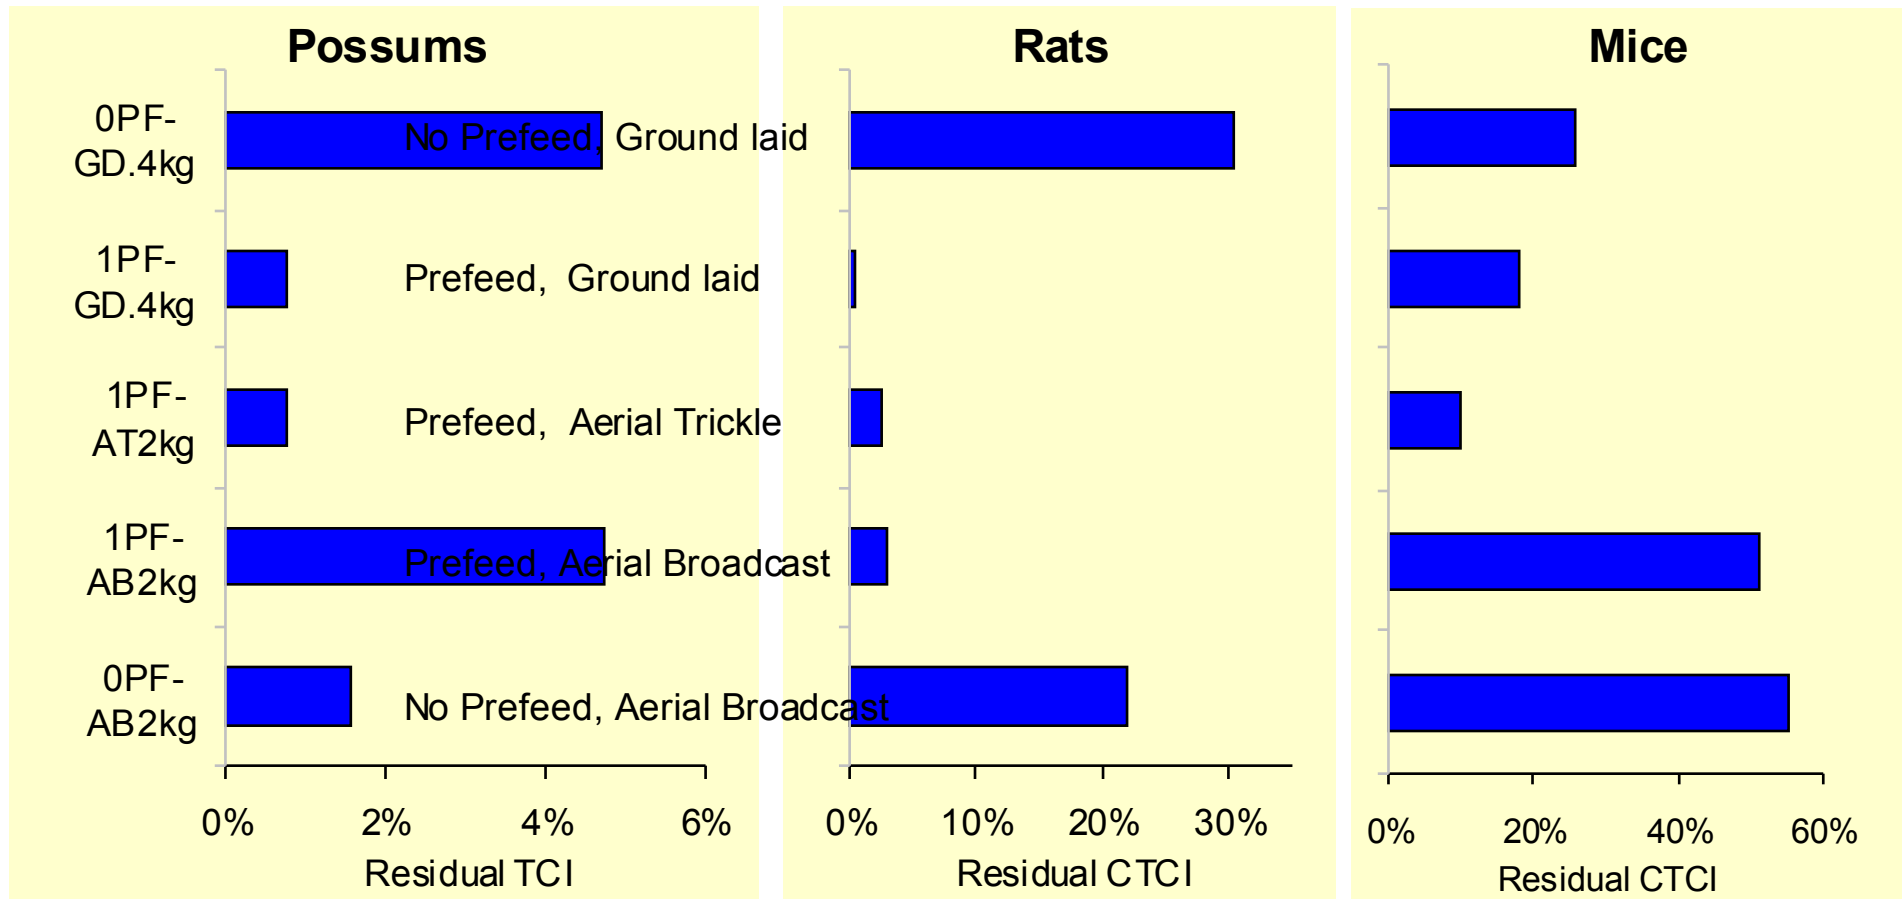 Possums
0PF-
GD.4kg
No Prefeed, Ground laid
1PF-
GD.4kg
Prefeed,  Ground laid
1PF-
AT2kg
Prefeed,  Aerial Trickle
1PF-
AB2kg
Prefeed, Aerial Broadcast
0PF-
AB2kg
No Prefeed, Aerial Broadcast
0% 2% 4% 6%
Residual TCI
Rats
0% 10% 20% 30%
Residual CTCI
Mice
0% 20% 40% 60%
Residual CTCI